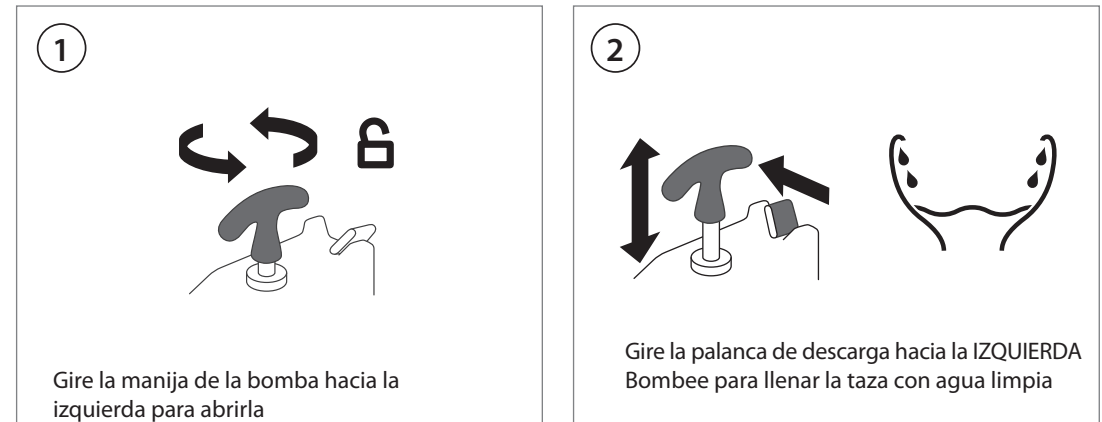 1
Gire la manija de la bomba hacia la
izquierda para abrirla
2
Gire la palanca de descarga hacia la IZQUIERDA
Bombee para llenar la taza con agua limpia